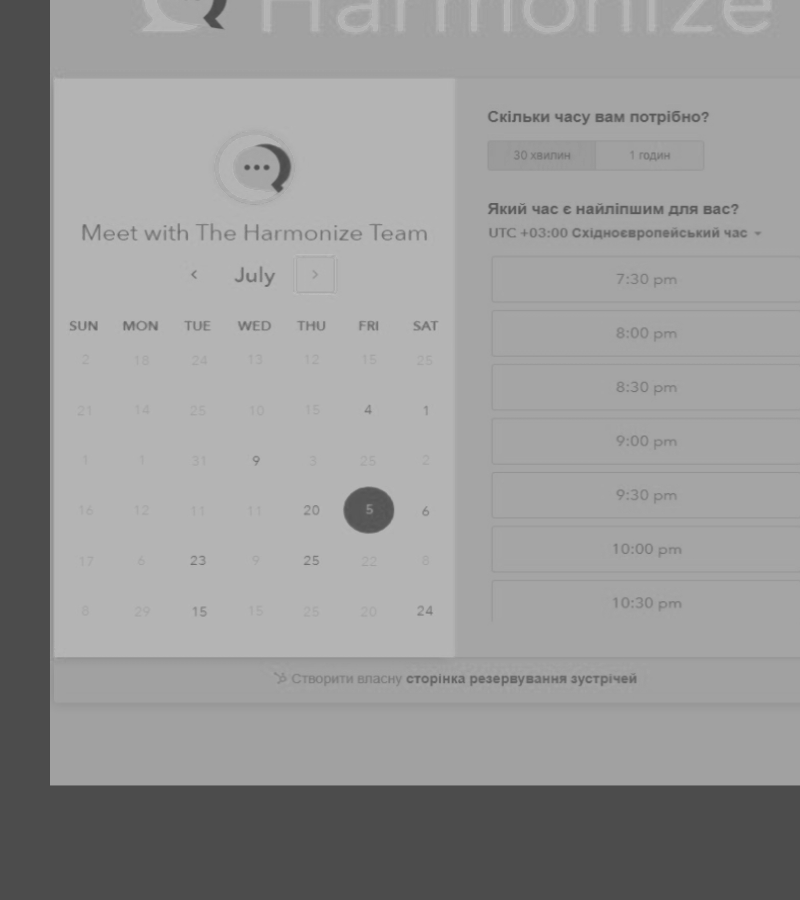 Harmonize
Meet with The Harmonize Team
July
SUN MON TUE WED THU FRI SAT
2 18 24 13 12 15 25
21 14 25 10 15 4 1
1 1 31 9 3 25 2
16 12 11 11 20 5 6
17 6 23 9 25 22 8
8 29 15 15 25 20 24
Скільки часу вам потрібно?
30 хвилин 1 годин
Який час є найліпшим для вас?
UTC +03:00 Східноєвропейський час
7:30 pm
8:00 pm
8:30 pm
9:00 pm
9:30 pm
10:00 pm
10:30 pm
Створити власну сторінка резервування зустрічей